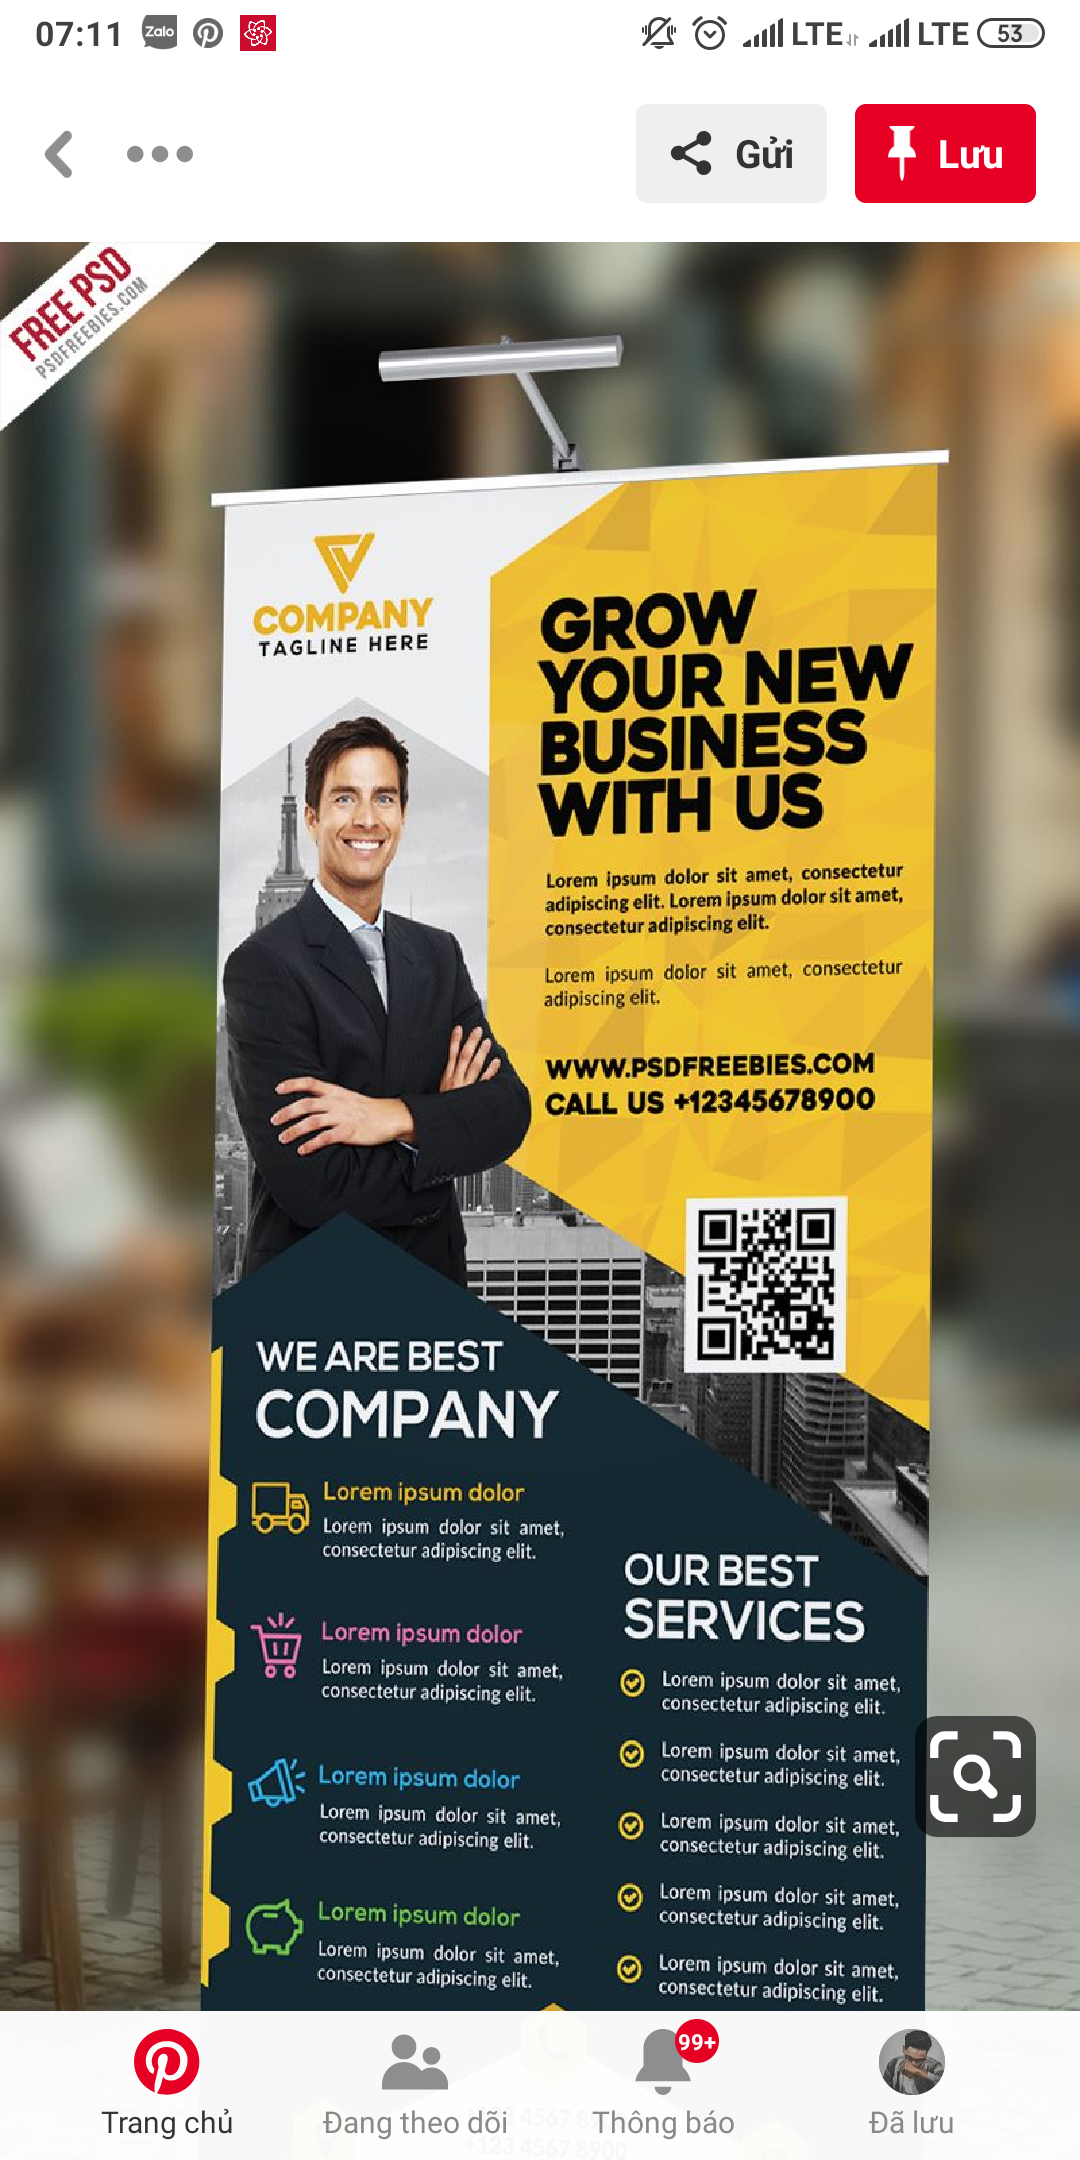 07:11
Zalo
LTE
LTE
53
Gửi
Lưu
FREE PSD
PSDFREEBIES.COM
COMPANY
TAGLINE HERE
GROW
YOUR NEW
BUSINESS
WITH US
Lorem ipsum dolor sit amet, consectetur
adipiscing elit. Lorem ipsum dolor sit amet,
consectetur adipiscing elit.
Lorem ipsum dolor sit amet, consectetur
adipiscing elit.
WWW.PSDFREEBIES.COM
CALL US +12345678900
WE ARE BEST
COMPANY
Lorem ipsum dolor
Lorem ipsum dolor sit amet,
consectetur adipiscing elit.
Lorem ipsum dolor
Lorem ipsum dolor sit amet,
consectetur adipiscing elit.
Lorem ipsum dolor
Lorem ipsum dolor sit amet,
consectetur adipiscing elit.
Lorem ipsum dolor
Lorem ipsum dolor sit amet,
consectetur adipiscing elit.
OUR BEST
SERVICES
Lorem ipsum dolor sit amet,
consectetur adipiscing elit.
Lorem ipsum dolor sit amet,
consectetur adipiscing elit.
Lorem ipsum dolor sit amet,
consectetur adipiscing elit.
Lorem ipsum dolor sit amet,
consectetur adipiscing elit.
Lorem ipsum dolor sit amet,
consectetur adipiscing elit.
99+
Trang chủ
Đang theo dõi
Thông báo
Đã lưu
+123 4567 8900